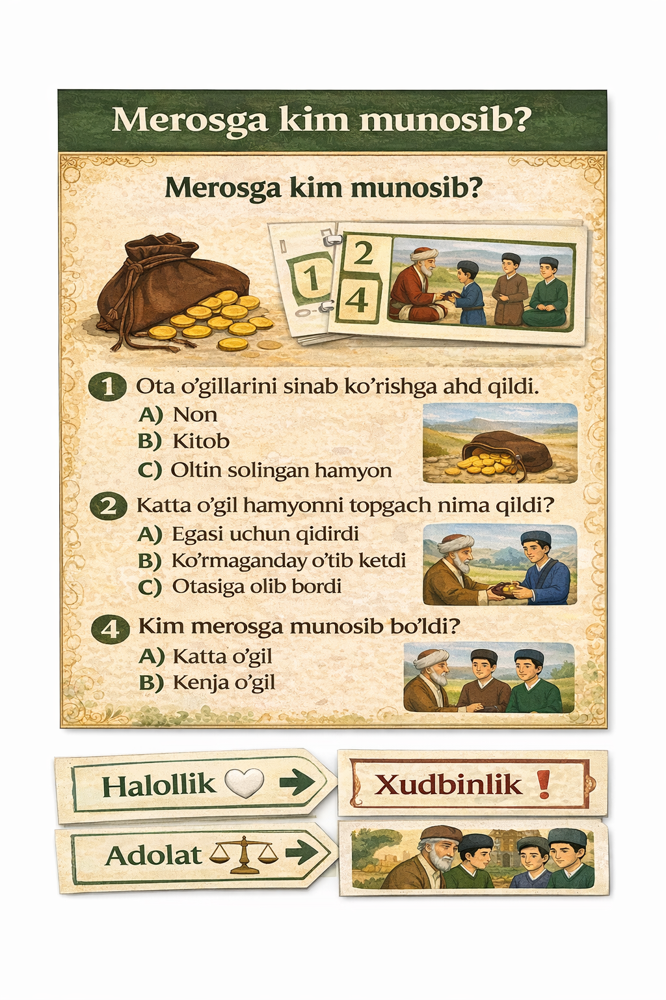 Merosga kim munosib?
Merosga kim munosib?
1
2
4
1 Ota o’gillarini sinab ko’rishga ahd qildi.
A) Non
B) Kitob
C) Oltin solingan hamyon
2 Katta o’gil hamyonni topgach nima qildi?
A) Egasi uchun qidirdi
B) Ko’rmaganday o’tib ketdi
C) Otasiga olib bordi
4 Kim merosga munosib bo’ldi?
A) Katta o’gil
B) Kenja o’gil
Halollik
Xudbinlik !
Adolat